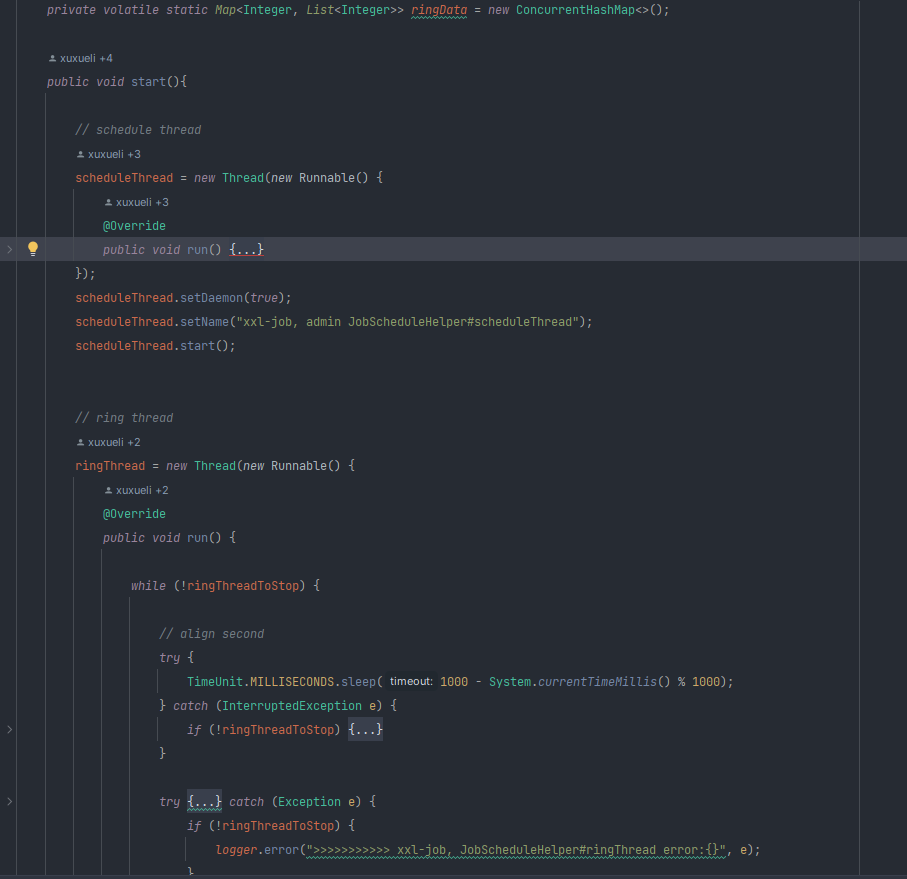 private volatile static Map<Integer, List<Integer>> ringData = new ConcurrentHashMap<>();
xuxueli +4
public void start(){
// schedule thread
xuxueli +3
scheduleThread = new Thread(new Runnable() {
xuxueli +3
@Override
public void run() {...}
});
scheduleThread.setDaemon(true);
scheduleThread.setName("xxl-job, admin JobScheduleHelper#scheduleThread");
scheduleThread.start();
// ring thread
xuxueli +2
ringThread = new Thread(new Runnable() {
xuxueli +2
@Override
public void run() {
while (!ringThreadToStop) {
// align second
try {
TimeUnit.MILLISECONDS.sleep( timeout: 1000 - System.currentTimeMillis() % 1000);
} catch (InterruptedException e) {
if (!ringThreadToStop) {...}
}
try {...} catch (Exception e) {
if (!ringThreadToStop) {
logger.error(">>>>>>>>>>> xxl-job, JobScheduleHelper#ringThread error:{}", e);
}